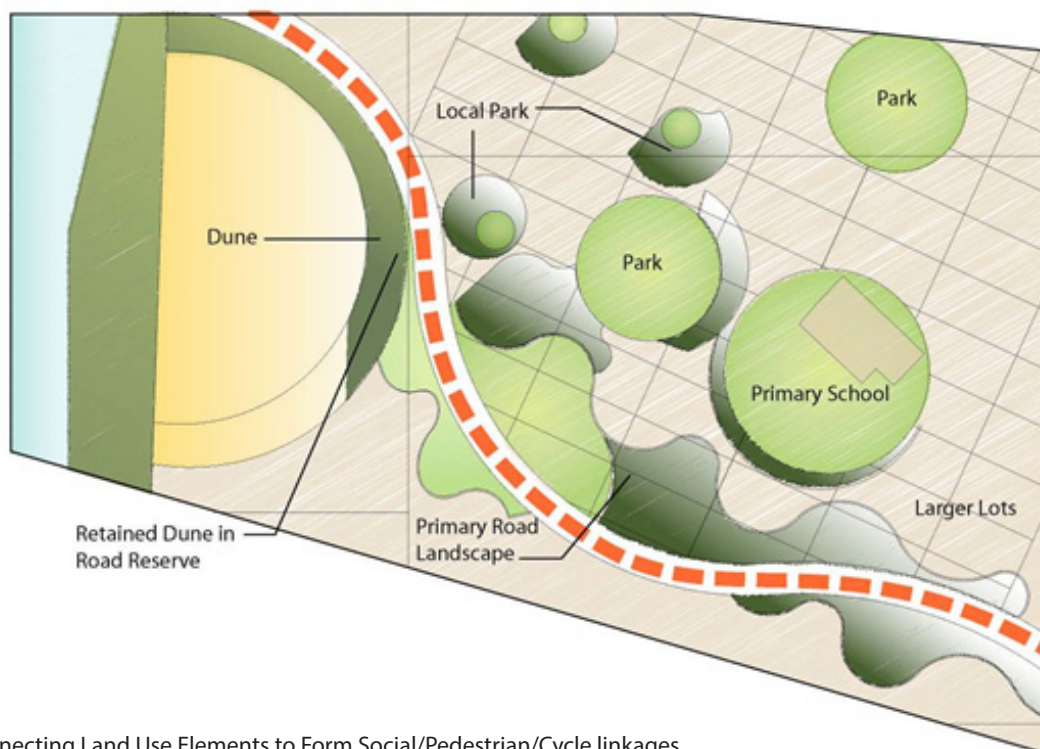 Park
Local Park
Dune
Park
Primary School
Larger Lots
Retained Dune in
Road Reserve
Primary Road
Landscape
Land Use Elements to Form Social/Pedestrian/Cycle linkages